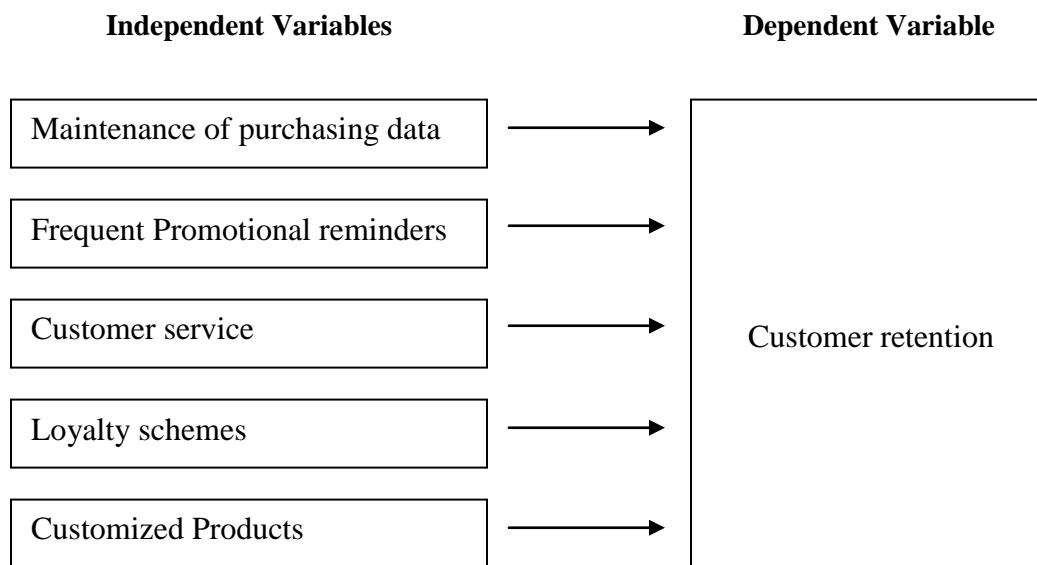 Independent Variables
Dependent Variable
Maintenance of purchasing data
Frequent Promotional reminders
Customer service
Customer retention
Loyalty schemes
Customized Products